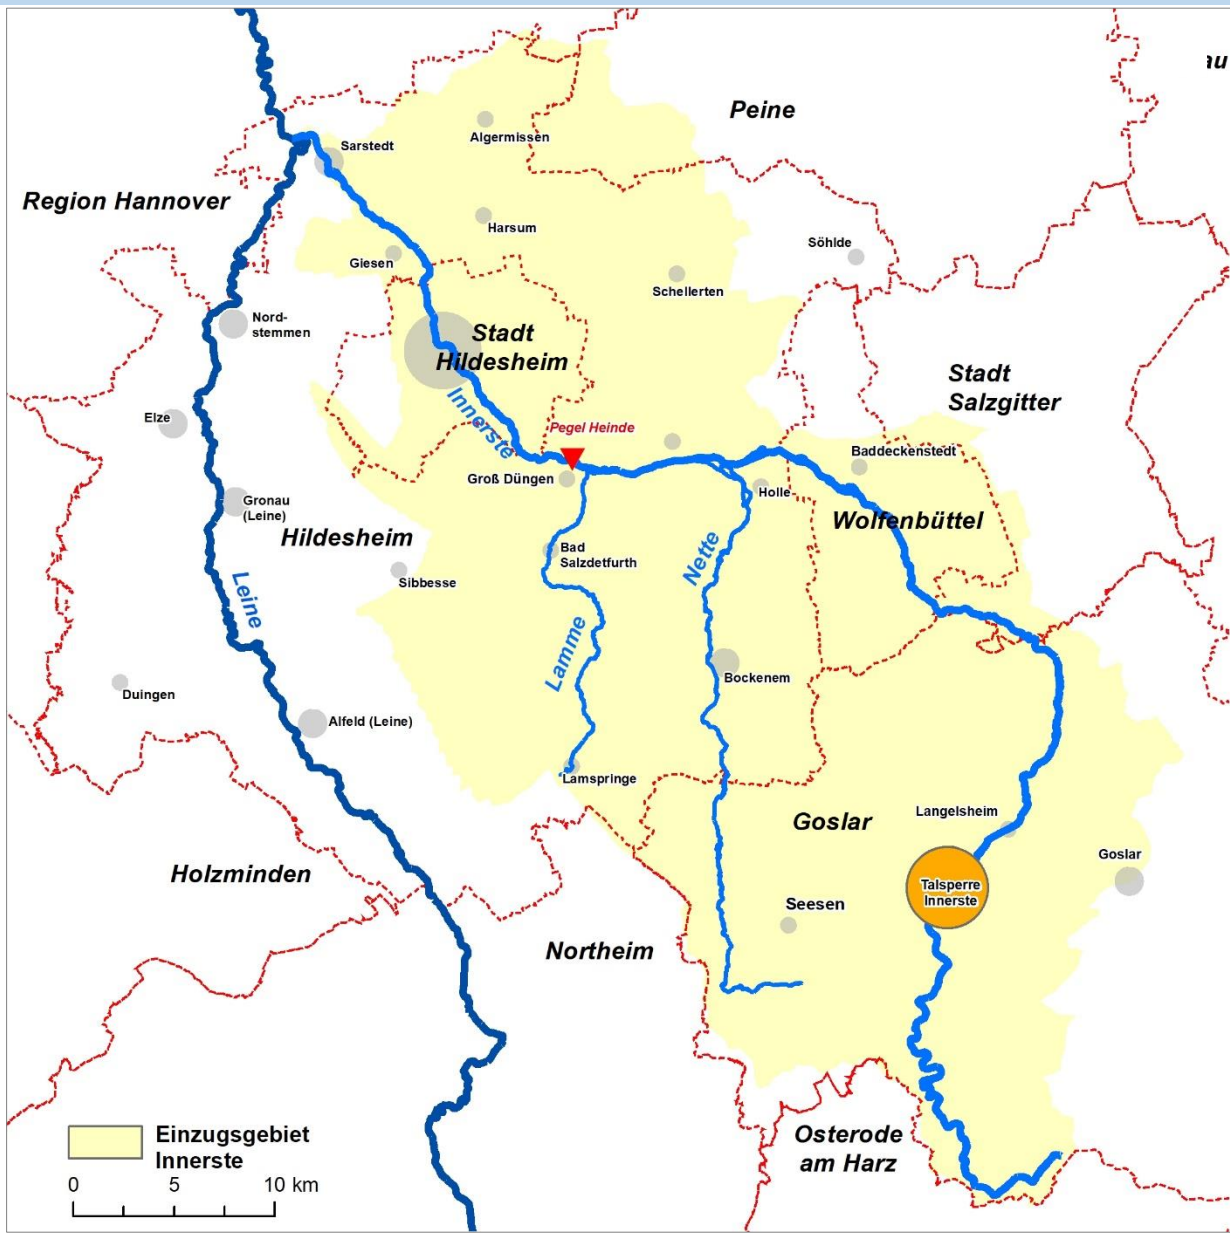 au
Peine
Algermissen
Sarstedt
Region Hannover
Harsum
Söhlde
Giesen
Schellerten
Nord-
stemmen
Stadt
Hildesheim
Stadt
Salzgitter
Innerste
Elze
Pegel Heinde
Baddeckenstedt
Groß Düngen
Holle
Gronau
(Leine)
Wolfenbüttel
Hildesheim
Bad
Salzdetfurth
Nette
Sibbesse
Leine
Lamme
Bockenem
Duingen
Alfeld (Leine)
Lamspringe
Goslar
Langelsheim
Goslar
Holzminden
Talsperre
Innerste
Seesen
Northeim
Einzugsgebiet
Innerste
Osterode
am Harz
0 5 10 km